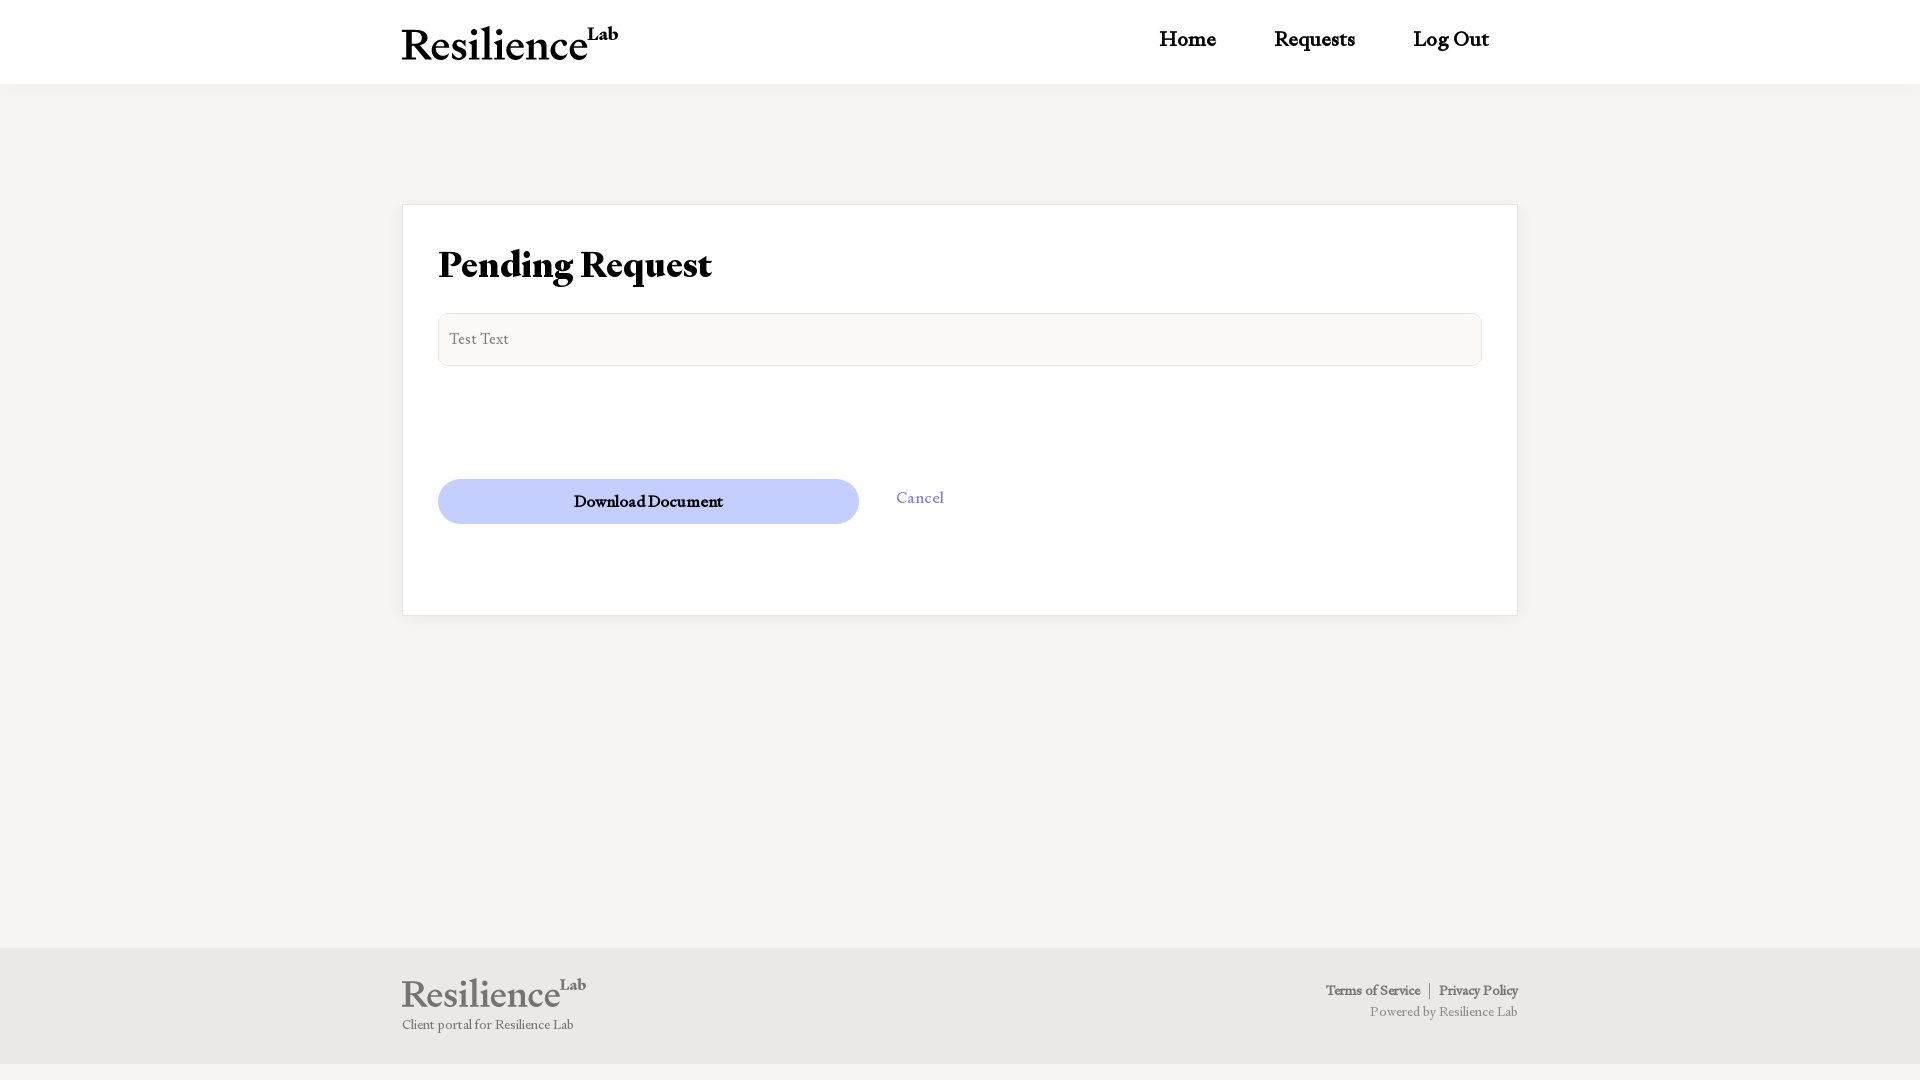 ResilienceLab
Home Requests Log Out
Pending Request
Test Text
Download Document Cancel
ResilienceLab
Client portal for Resilience Lab
Terms of Service | Privacy Policy
Powered by Resilience Lab